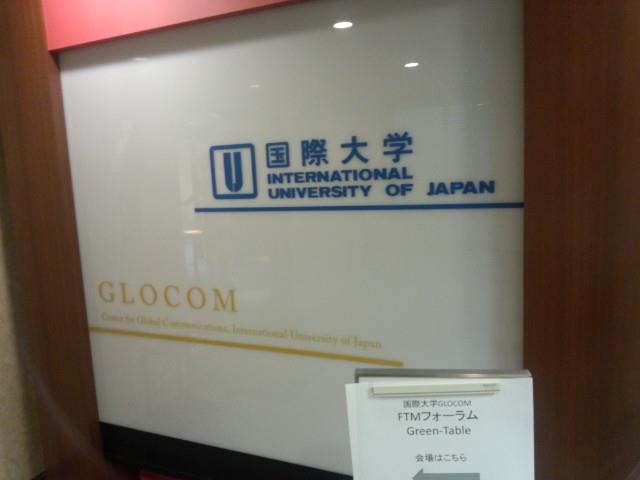 国際大学
INTERNATIONAL
UNIVERSITY OF JAPAN
GLOCOM
Center for Global Communications, International University of Japan
国際大学GLOCOM
FTMフォーラム
Green-Table
会場はこちら